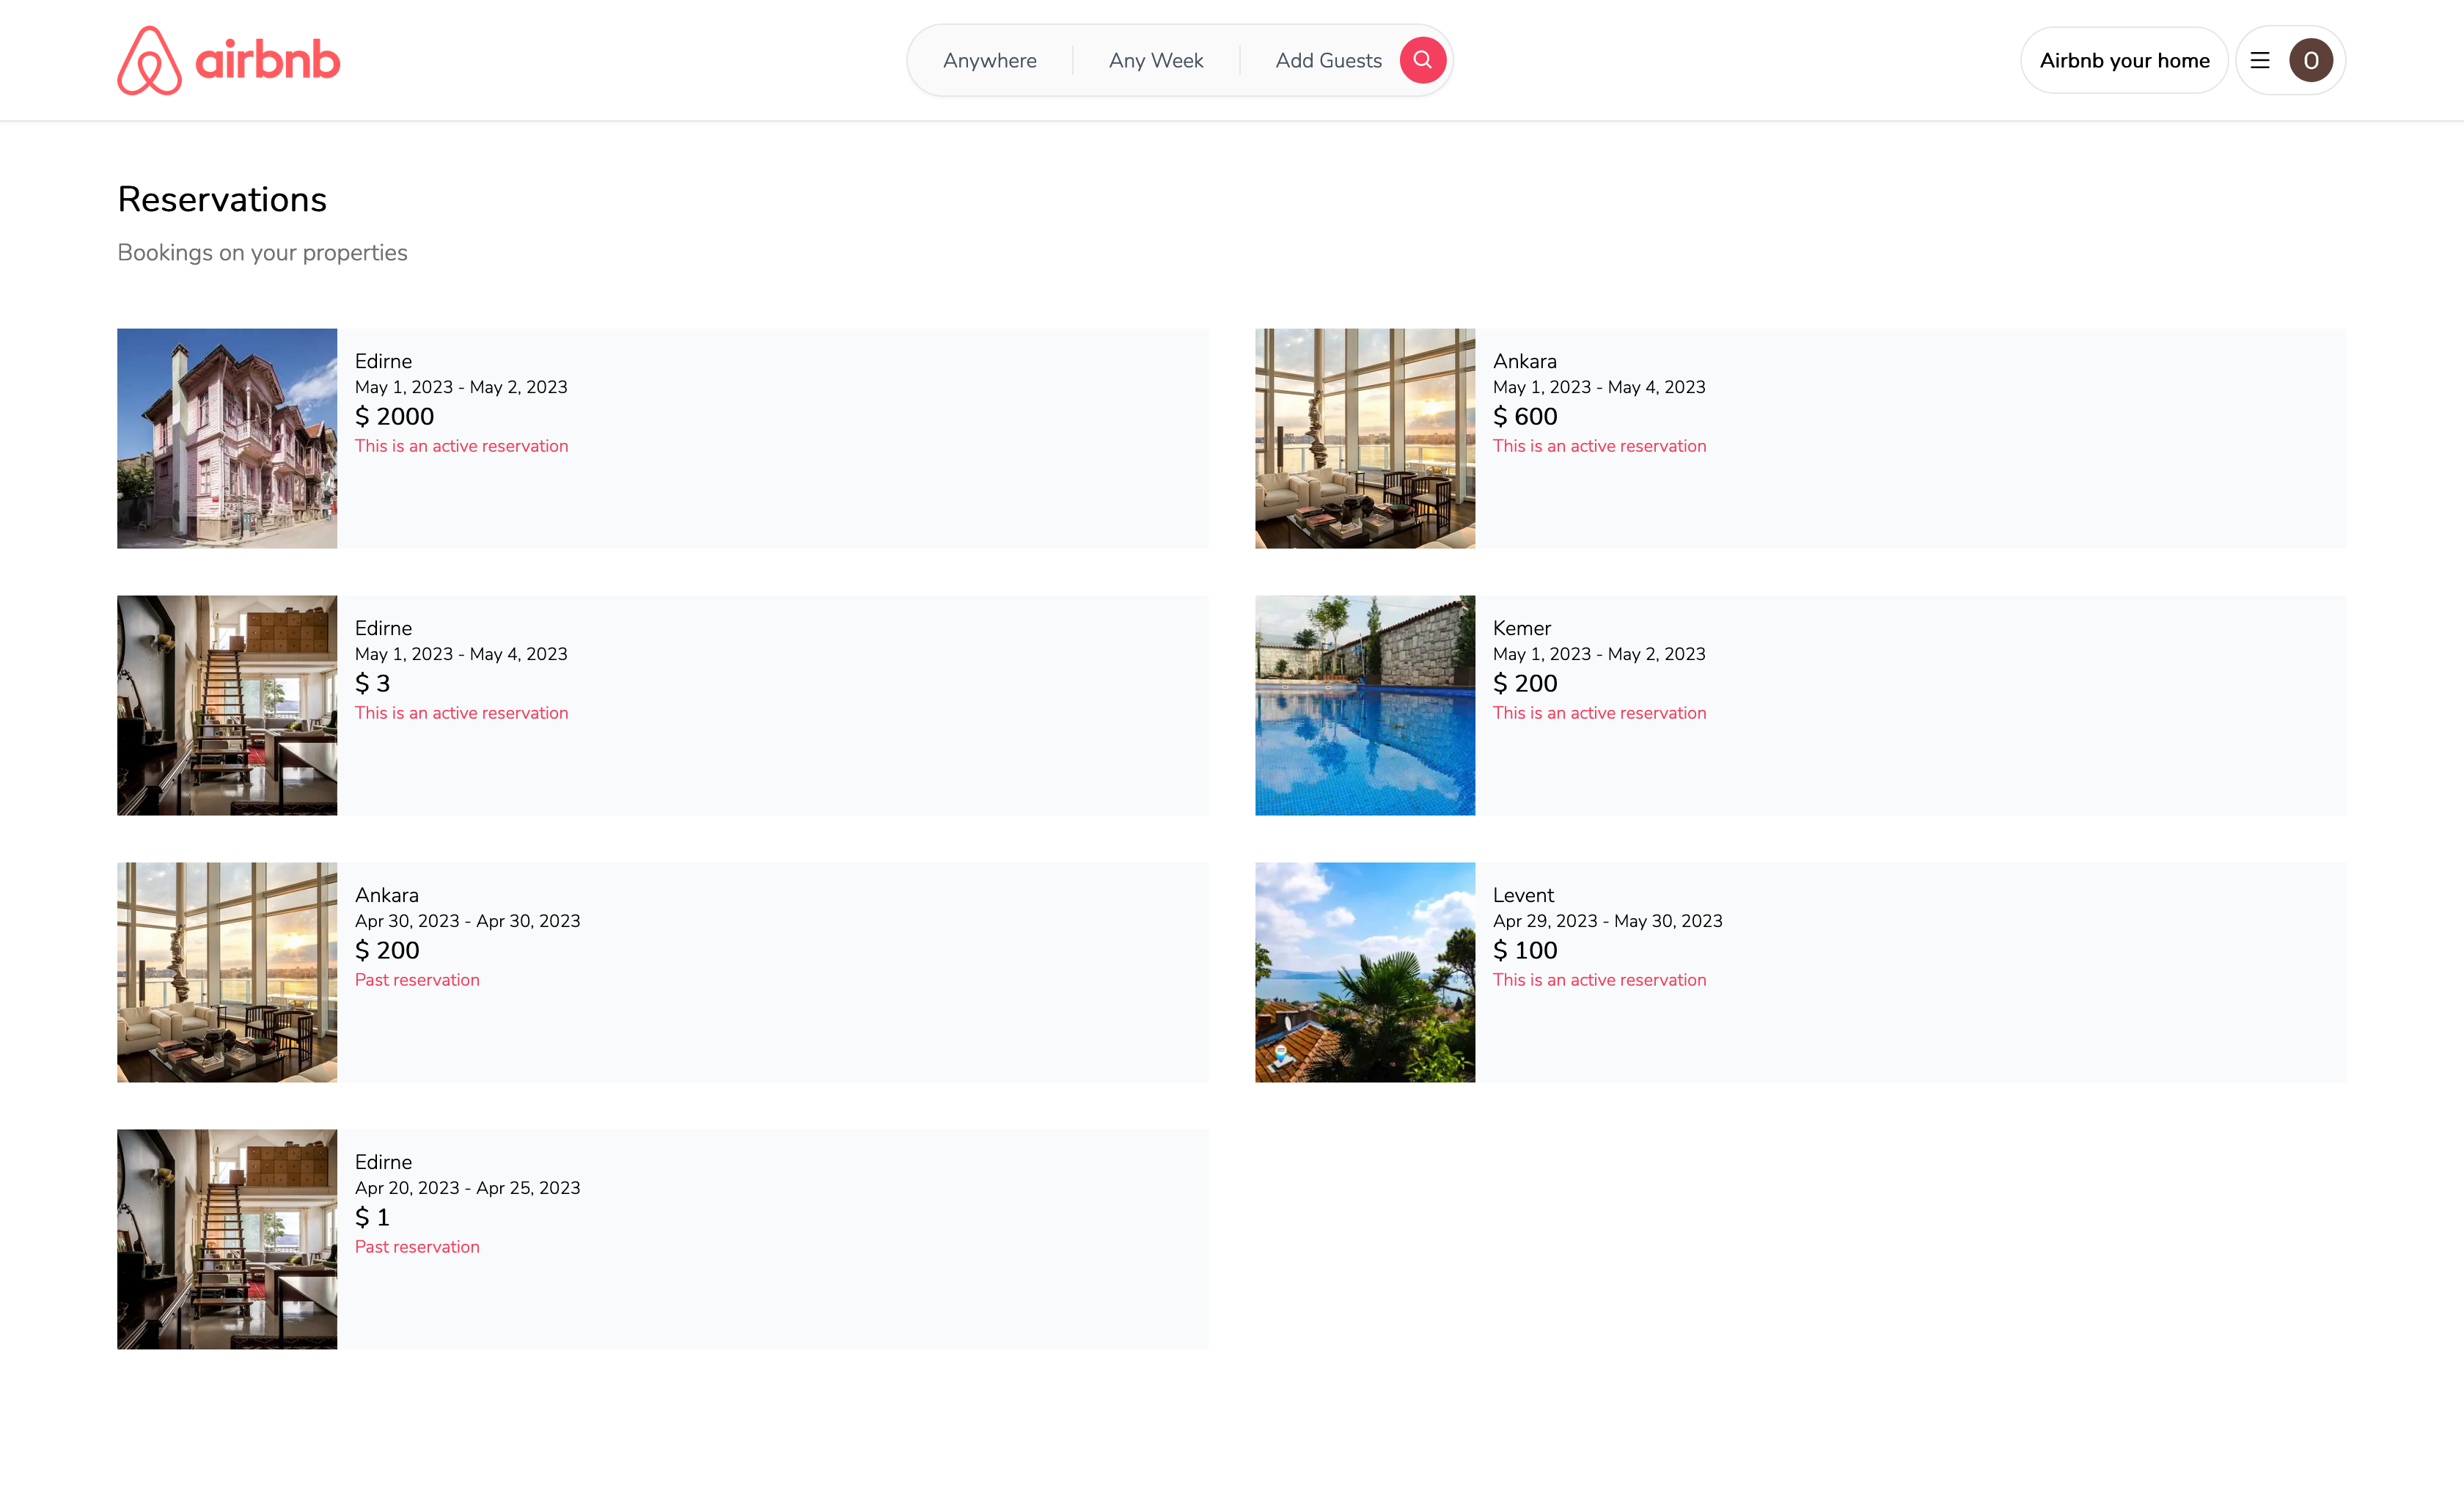 airbnb
Anywhere
Any Week
Add Guests
Airbnb your home
O
Reservations
Bookings on your properties
Edirne
May 1, 2023 - May 2, 2023
$ 2000
This is an active reservation
Ankara
May 1, 2023 - May 4, 2023
$ 600
This is an active reservation
Edirne
May 1, 2023 - May 4, 2023
$ 3
This is an active reservation
Kemer
May 1, 2023 - May 2, 2023
$ 200
This is an active reservation
Ankara
Apr 30, 2023 - Apr 30, 2023
$ 200
Past reservation
Levent
Apr 29, 2023 - May 30, 2023
$ 100
This is an active reservation
Edirne
Apr 20, 2023 - Apr 25, 2023
$ 1
Past reservation